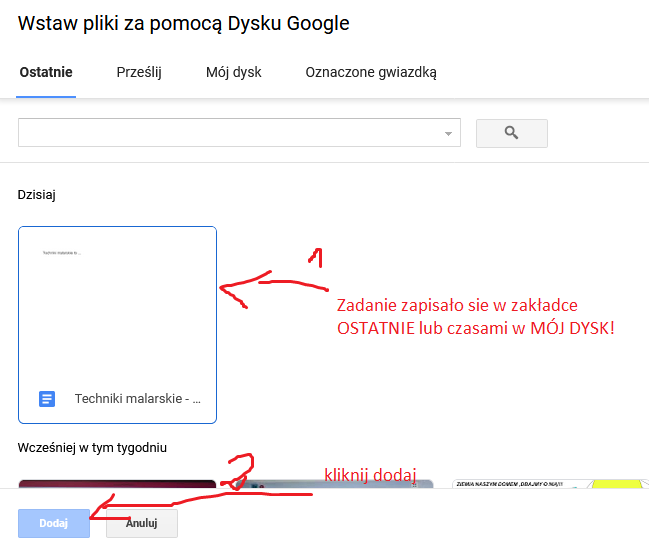 Wstaw pliki za pomocą Dysku Google
Ostatnie Prześlij Mój dysk Oznaczone gwiazdką
Dzisiaj
1
Techniki malarskie to ...
Zadanie zapisało sie w zakładce
OSTATNIE lub czasami w MÓJ DYSK!
Techniki malarskie - ...
Wcześniej w tym tygodniu
2
kliknij dodaj
Dodaj Anuluj